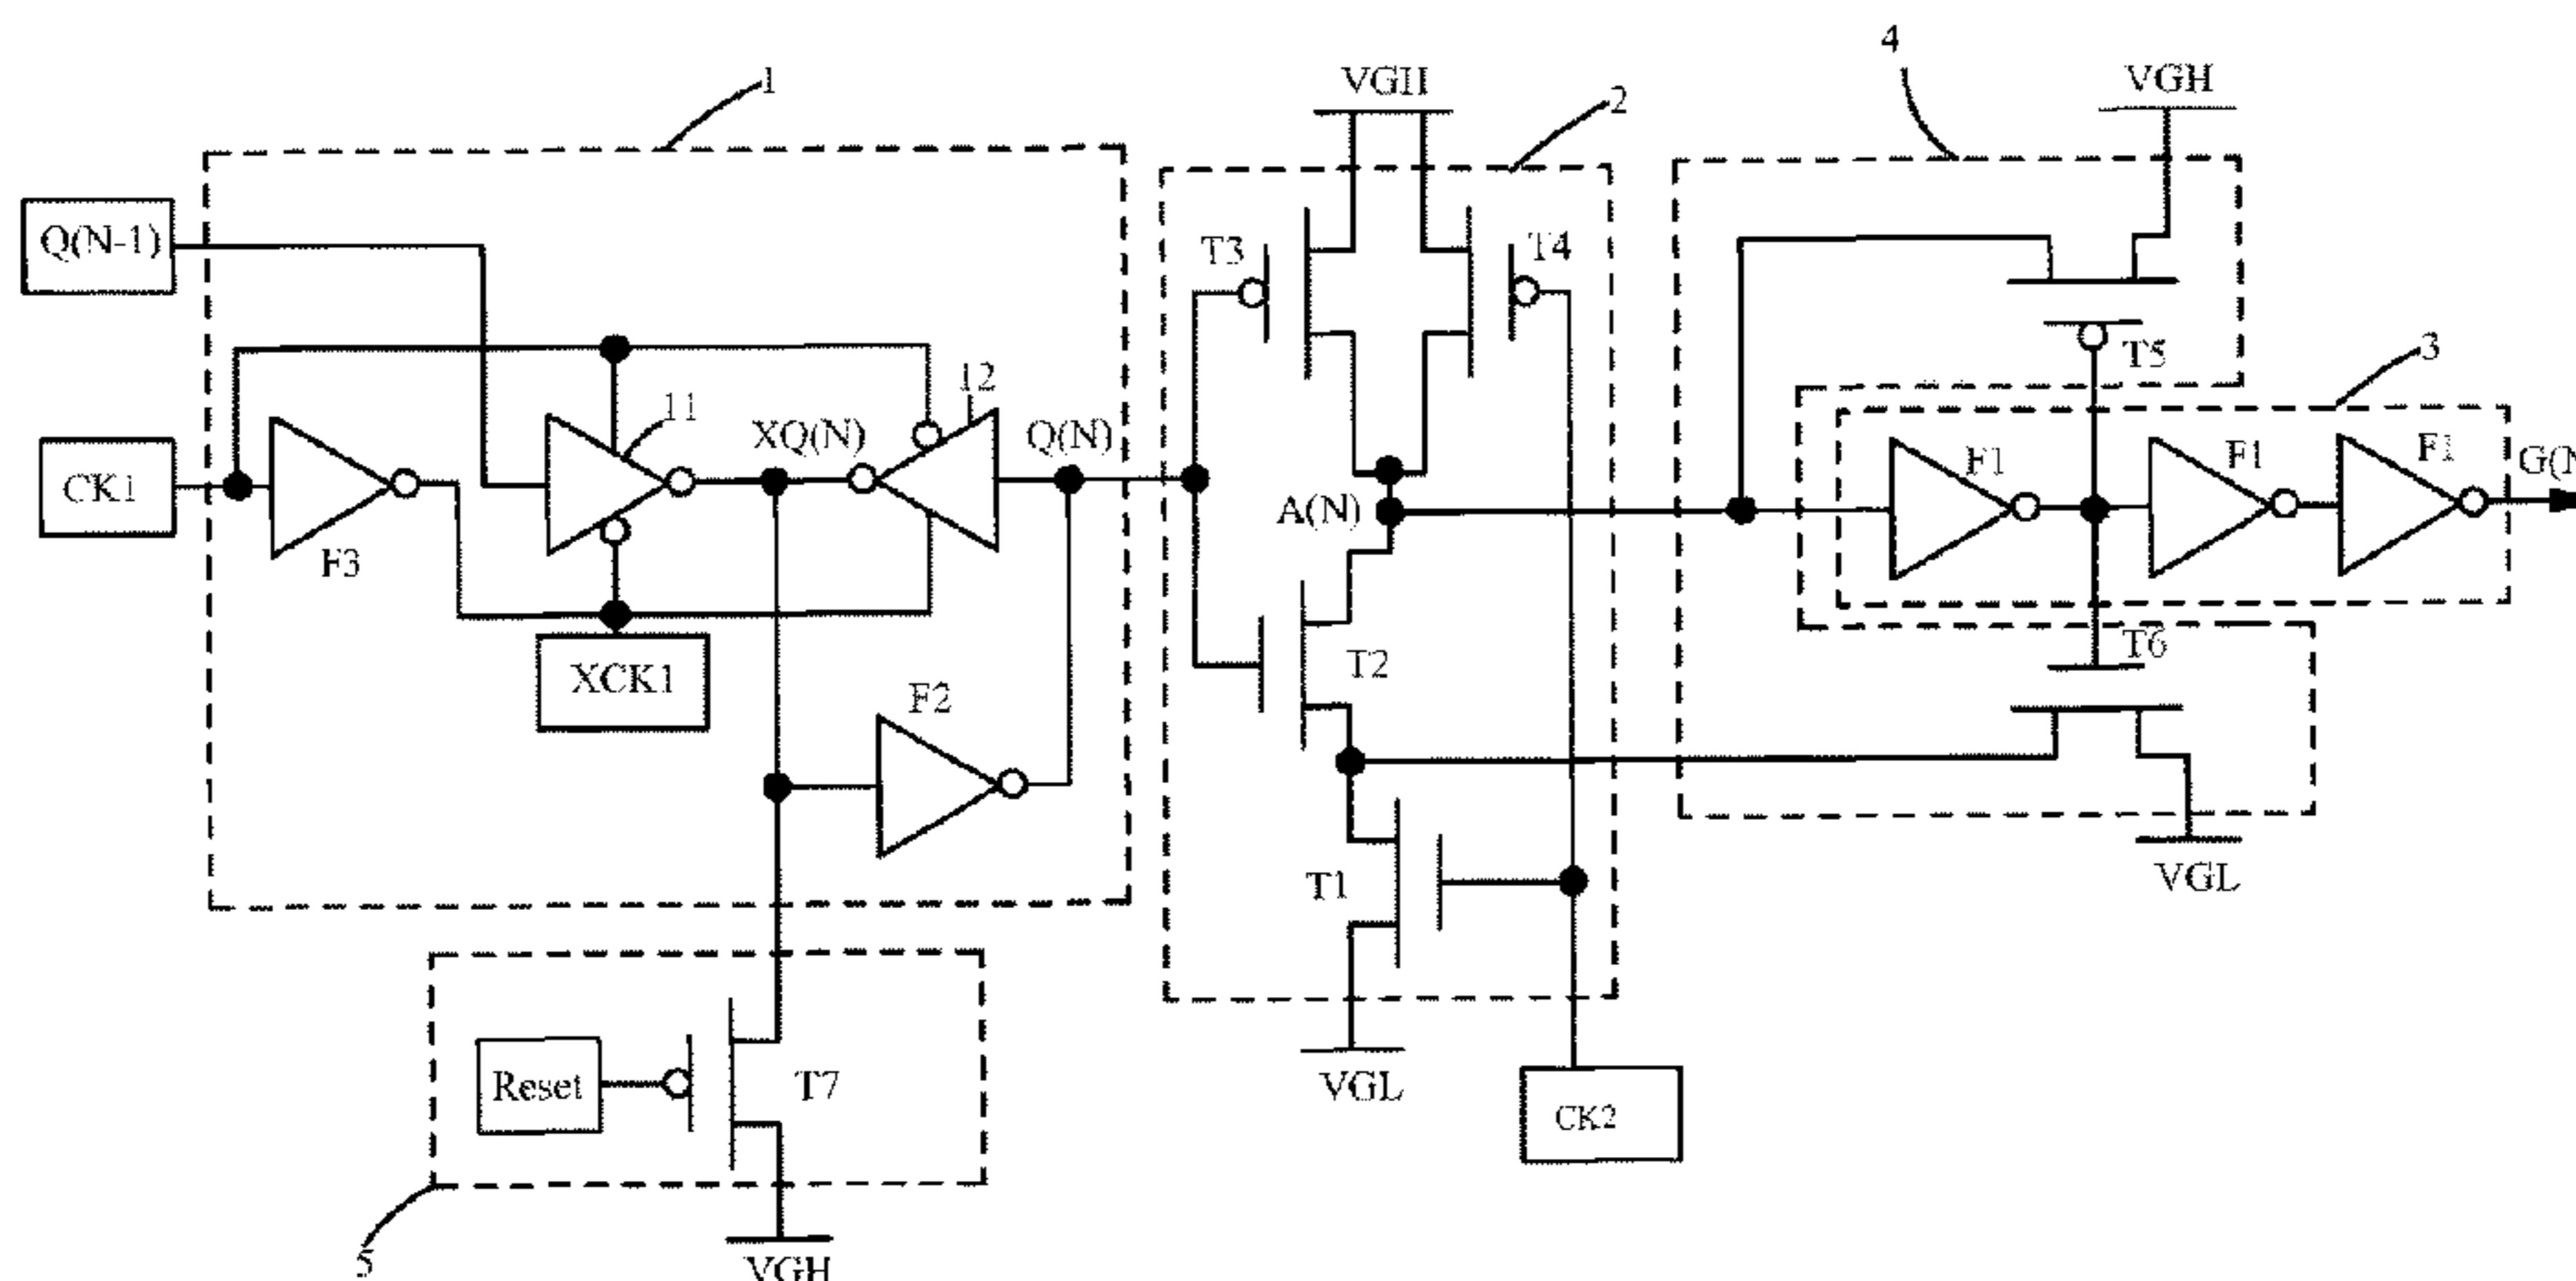 4
VGH
VGH
1
2
Q(N-1)
T3
T4
T5
3
12
11
XQ(N)
Q(N)
F1
F1
F1
G(N
CK1
A(N)
F3
T6
XCK1
F2
T2
VGL
T1
Reset
T7
VGL
CK2
5
VGH